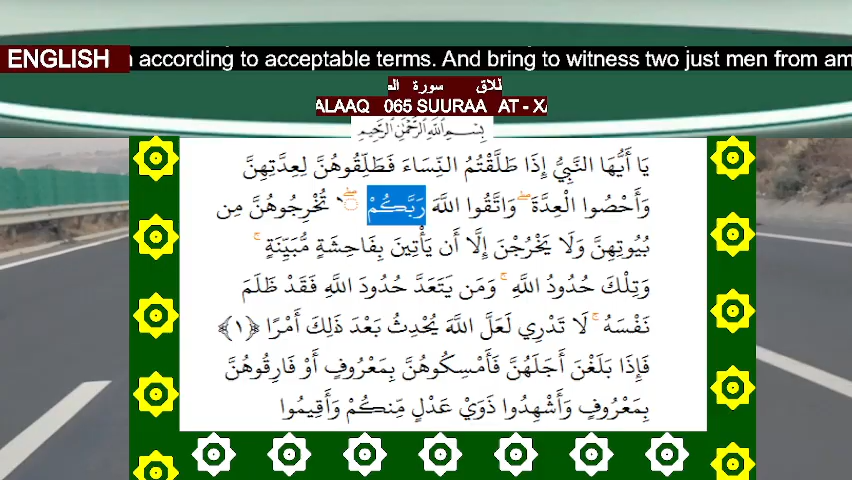 ENGLISH
according to acceptable terms. And bring to witness two just men from am
سورة الطلاق
ALAAQ 065 SUURAA AT - XA
بِسْمِ اللَّهِ الرَّحْمَٰنِ الرَّحِيمِ
يَا أَيُّهَا النَّبِيُّ إِذَا طَلَّقْتُمُ النِّسَاءَ فَطَلِّقُوهُنَّ لِعِدَّتِهِنَّ
وَأَحْصُوا الْعِدَّةَ ۖ وَاتَّقُوا اللَّهَ رَبَّكُمْ ۖ لَا تُخْرِجُوهُنَّ مِن
بُيُوتِهِنَّ وَلَا يَخْرُجْنَ إِلَّا أَن يَأْتِينَ بِفَاحِشَةٍ مُّبَيِّنَةٍ ۚ
وَتِلْكَ حُدُودُ اللَّهِ ۚ وَمَن يَتَعَدَّ حُدُودَ اللَّهِ فَقَدْ ظَلَمَ
نَفْسَهُ ۚ لَا تَدْرِي لَعَلَّ اللَّهَ يُحْدِثُ بَعْدَ ذَٰلِكَ أَمْرًا ﴿١﴾
فَإِذَا بَلَغْنَ أَجَلَهُنَّ فَأَمْسِكُوهُنَّ بِمَعْرُوفٍ أَوْ فَارِقُوهُنَّ
بِمَعْرُوفٍ وَأَشْهِدُوا ذَوَيْ عَدْلٍ مِّنكُمْ وَأَقِيمُوا